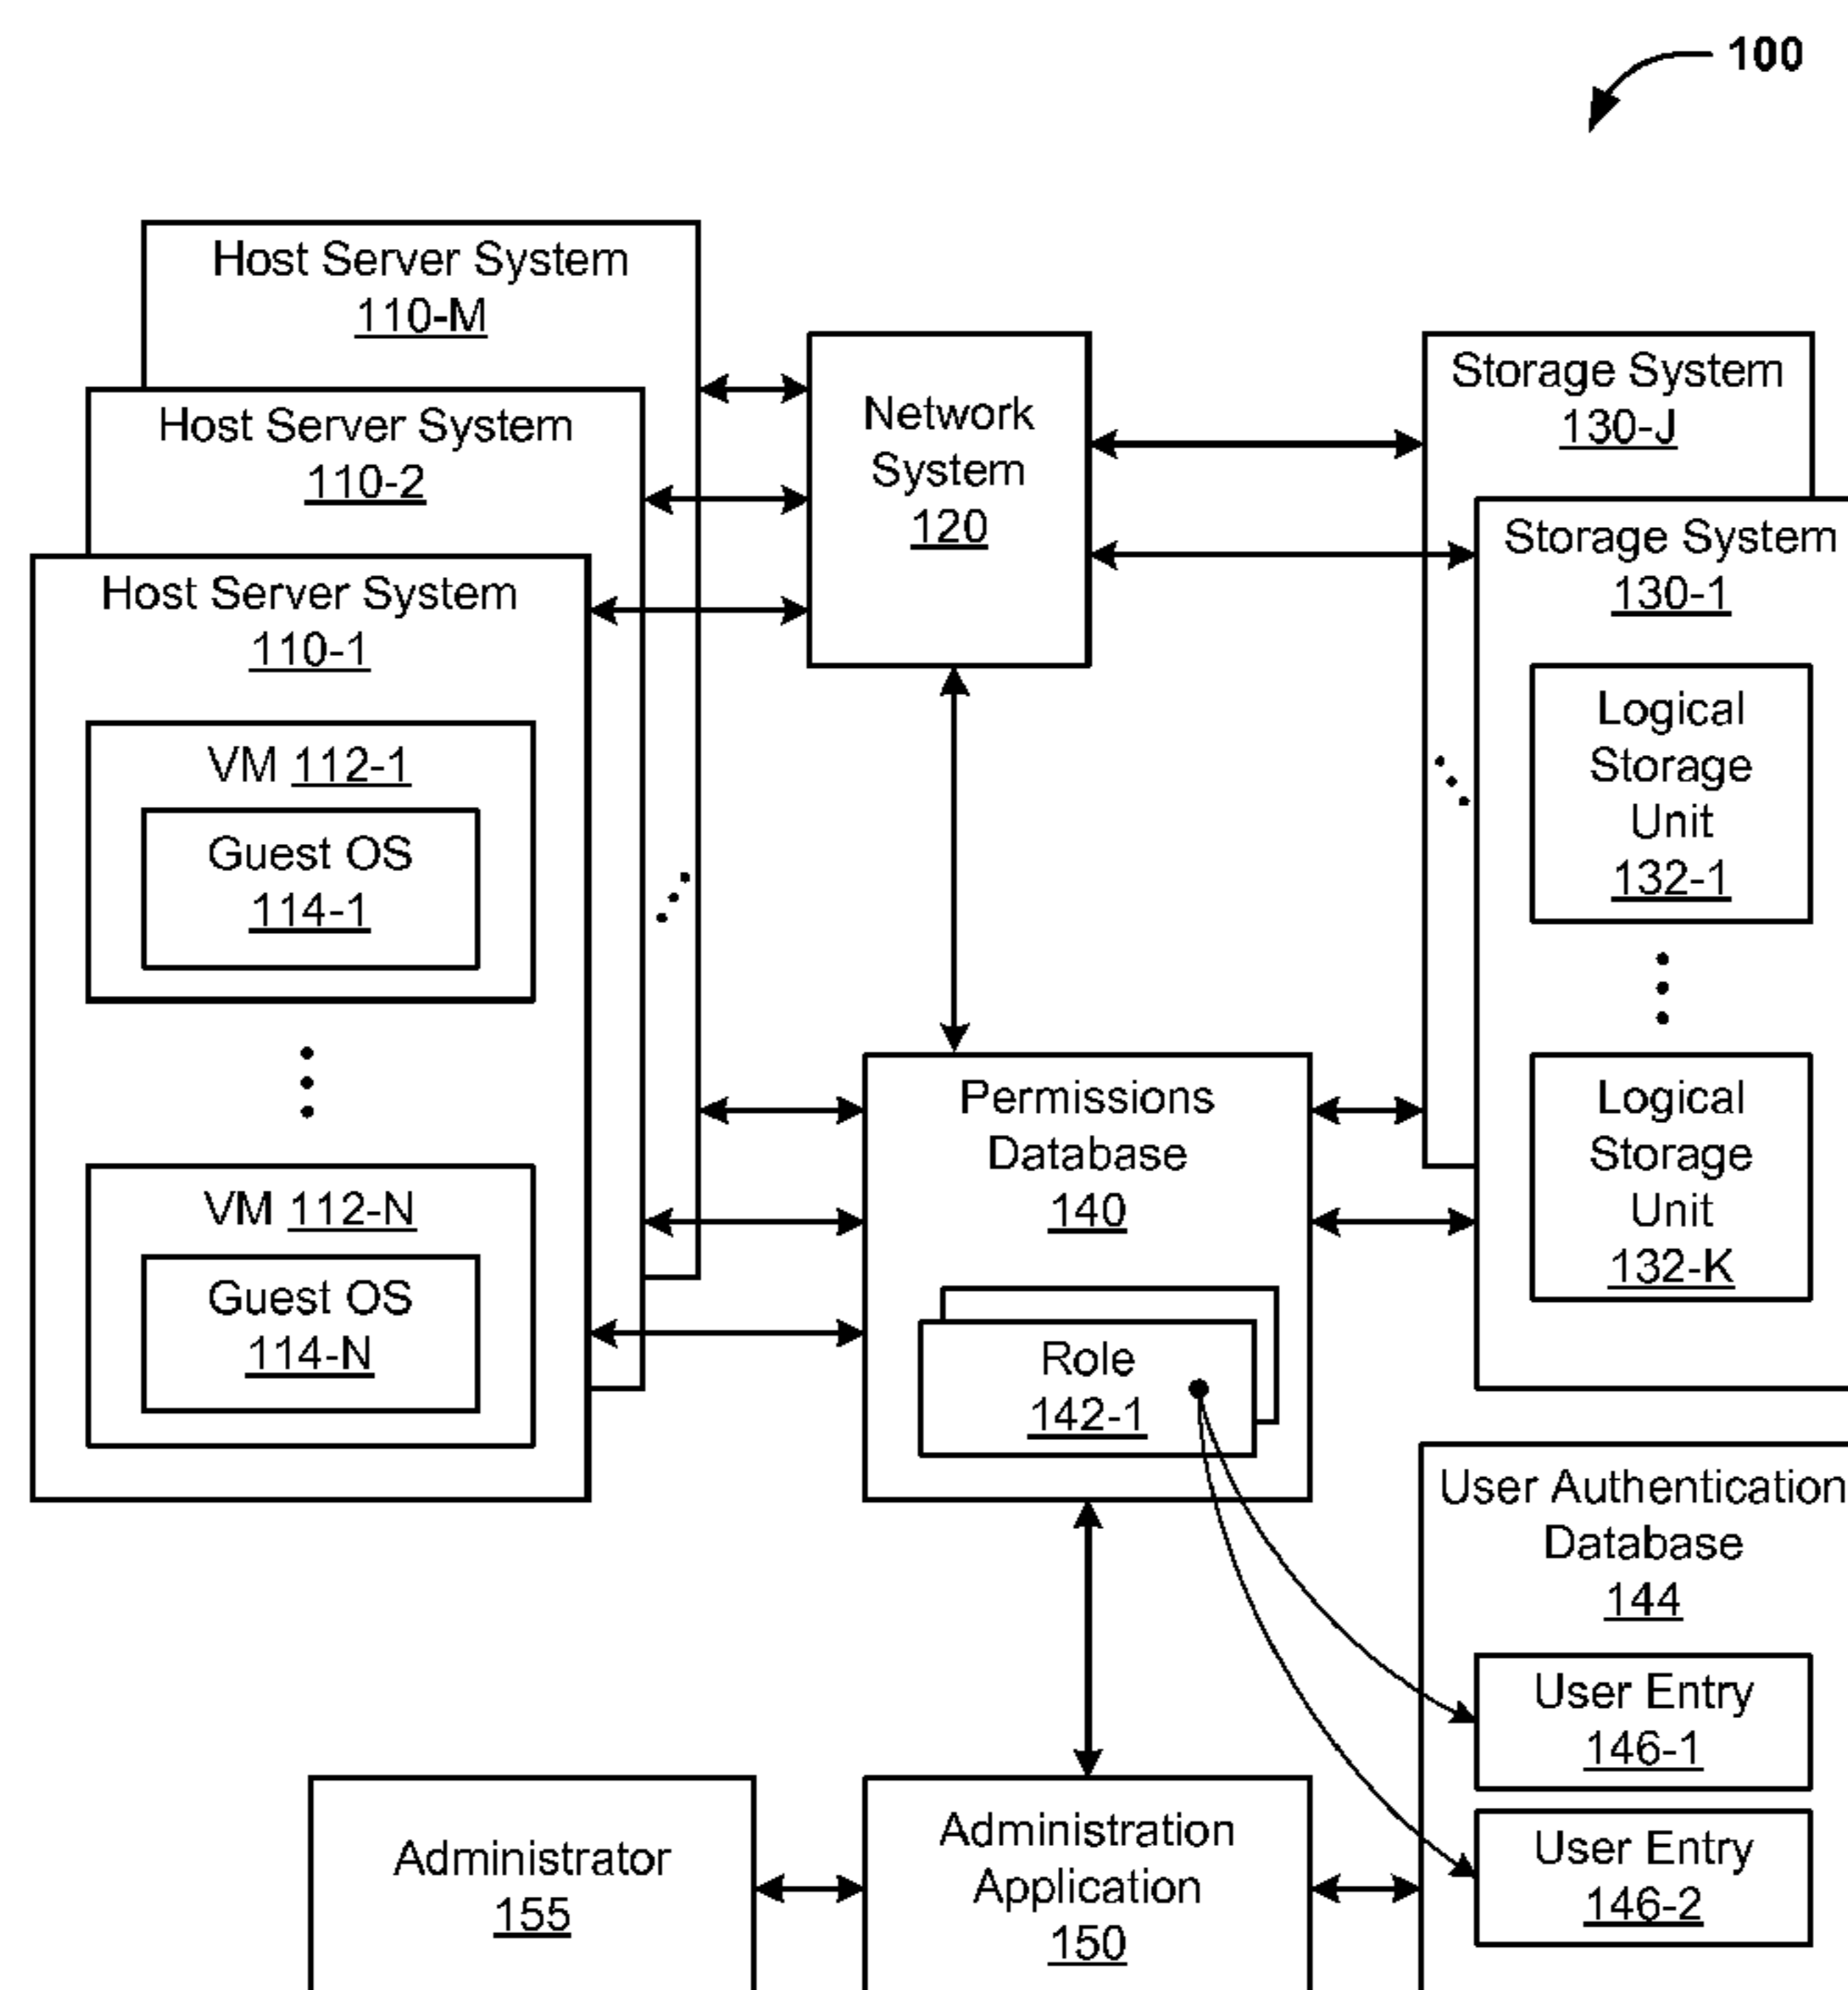 100
Host Server System
110-M
Host Server System
110-2
Host Server System
110-1
VM 112-1
Guest OS
114-1
VM 112-N
Guest OS
114-N
Network
System
120
Storage System
130-J
Storage System
130-1
Logical
Storage
Unit
132-1
Logical
Storage
Unit
132-K
Permissions
Database
140
Role
142-1
User Authentication
Database
144
User Entry
146-1
User Entry
146-2
Administrator
155
Administration
Application
150